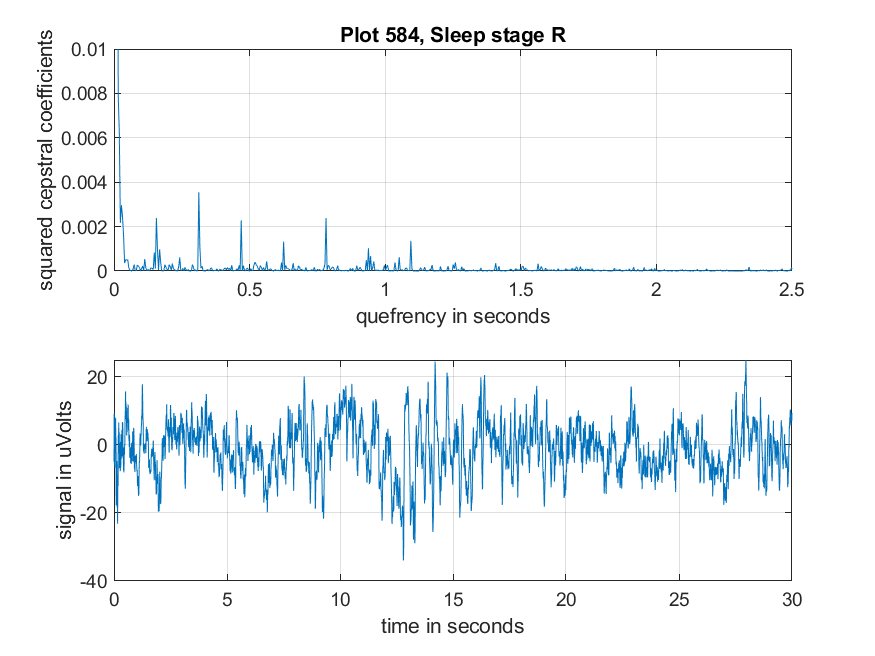 Plot 584, Sleep stage R
squared cepstral coefficients
0.01
0.008
0.006
0.004
0.002
0
0 0.5 1 1.5 2 2.5
quefrency in seconds
signal in uVolts
20
0
-20
-40
0 5 10 15 20 25 30
time in seconds